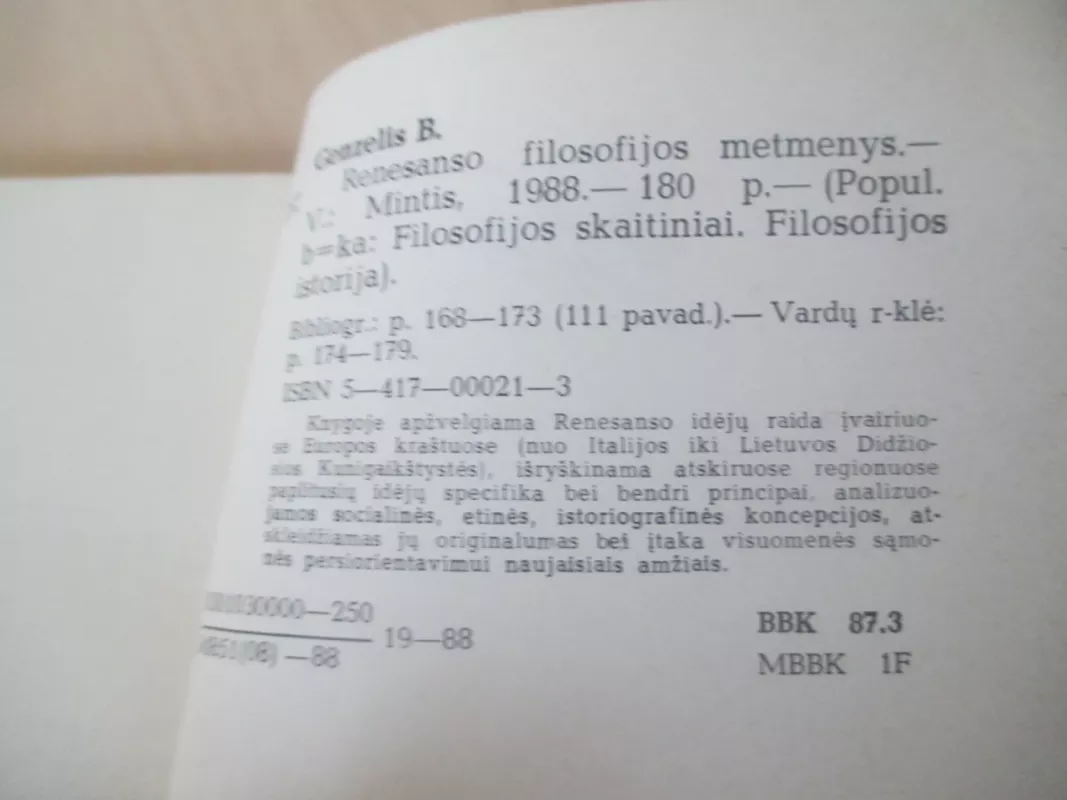 Genzelis B.
Renesanso filosofijos metmenys.—
V.: Mintis, 1988.— 180 p.— (Popul.
b=ka: Filosofijos skaitiniai. Filosofijos
istorija).
Bibliogr.: p. 168—173 (111 pavad.).— Vardų r-klė:
p. 174—179.
ISBN 5—417—00021—3
Knygoje apžvelgiama Renesanso idėjų raida įvairiuo-
se Europos kraštuose (nuo Italijos iki Lietuvos Didžio-
sios Kunigaikštystės), išryškinama atskiruose regionuose
paplitusių idėjų specifika bei bendri principai, analizuo-
jamos socialinės, etinės, istoriografinės koncepcijos, at-
skleidžiamas jų originalumas bei įtaka visuomenės sąmo-
nės persiorientavimui naujaisiais amžiais.
—250
19—88
(08) —88
BBK 87.3
MBBK 1F